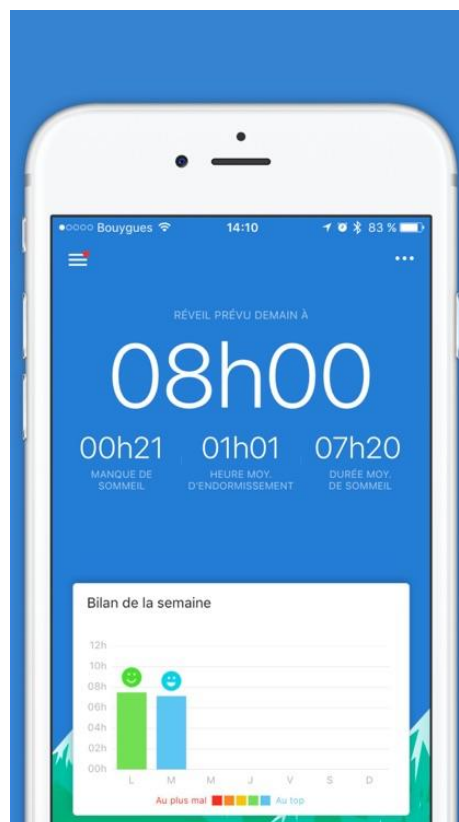 Bouygues 14:10 83 %
RÉVEIL PRÉVU DEMAIN À
08h00
00h21 01h01 07h20
MANQUE DE HEURE MOY. DURÉE MOY.
SOMMEIL D'ENDORMISSEMENT DE SOMMEIL
Bilan de la semaine
12h
10h
08h
06h
04h
02h
00h
L M M J V S D
Au plus mal Au top